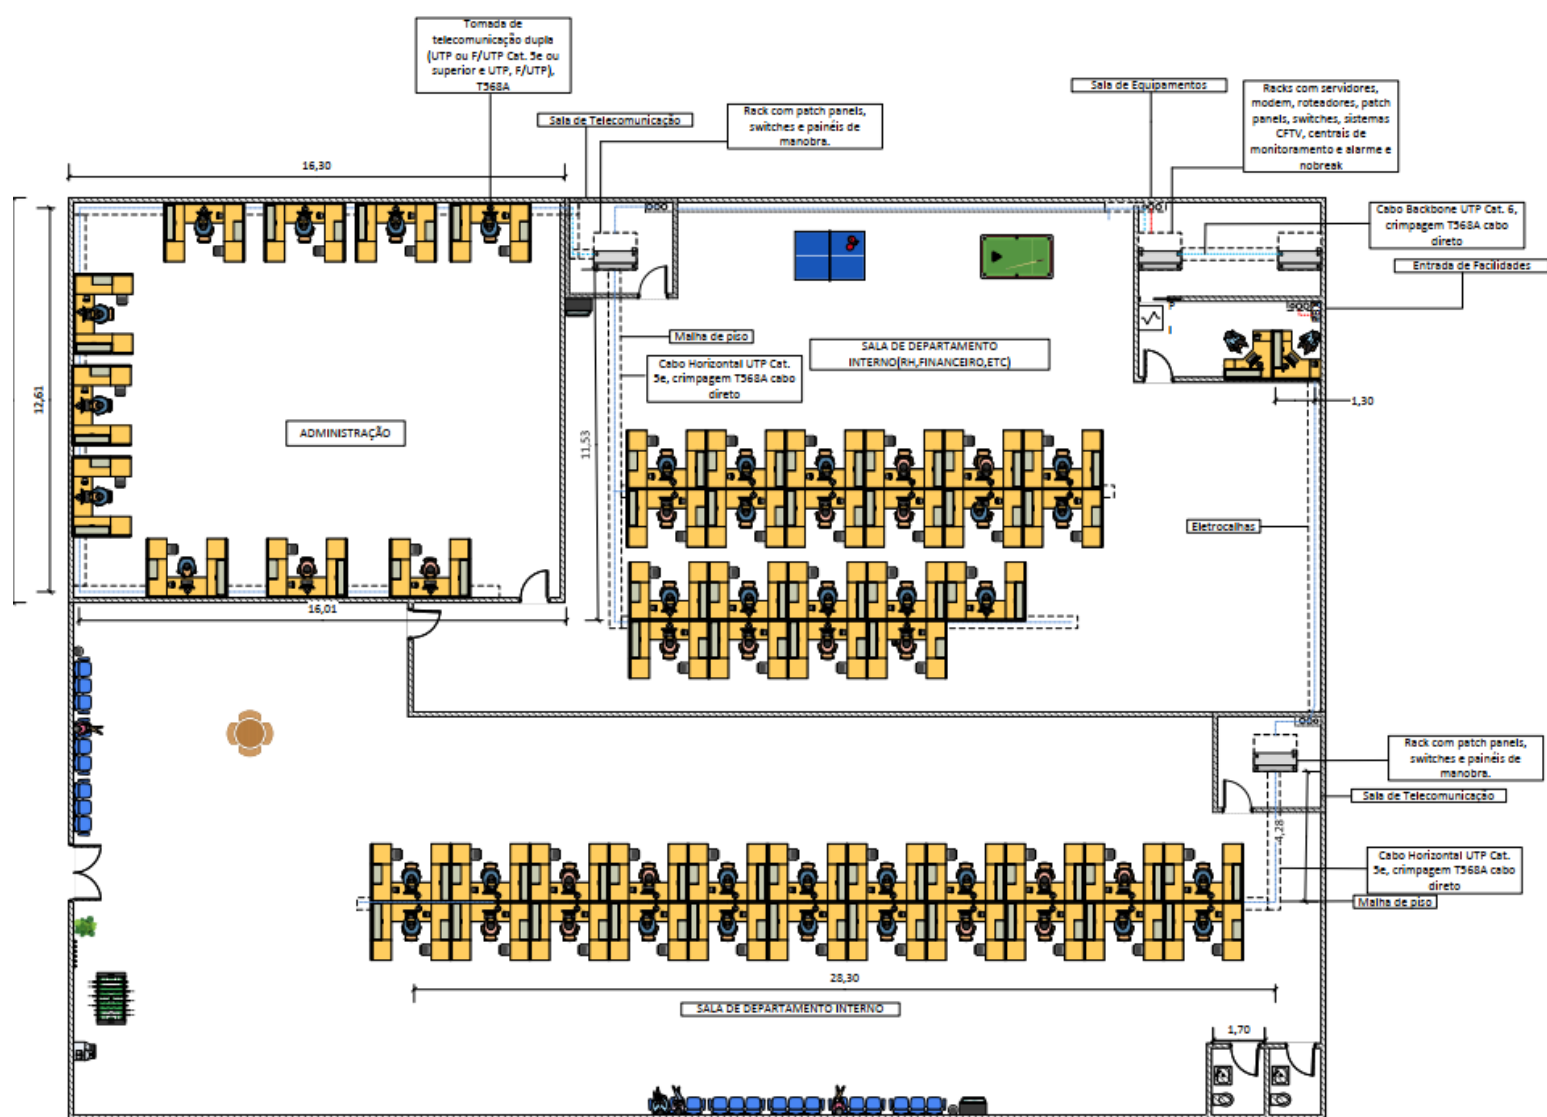 Tomada de
telecomunicação dupla
(UTP ou F/UTP Cat. 5e ou
superior e UTP, F/UTP),
T568A
Sala de Telecomunicação
Rack com patch panels,
switches e painéis de
manobra.
Sala de Equipamentos
Racks com servidores,
modem, roteadores, patch
panels, switches, sistemas
CFTV, centrais de
monitoramento e alarme e
nobreak
16,30
Cabo Backbone UTP Cat. 6,
crimpagem T568A cabo
direto
Entrada de Facilidades
P
I
Malha de piso
SALA DE DEPARTAMENTO
INTERNO(RH,FINANCEIRO,ETC)
Cabo Horizontal UTP Cat.
5e, crimpagem T568A cabo
direto
12,61
1,30
ADMINISTRAÇÃO
11,53
Eletrocalhas
16,01
Rack com patch panels,
switches e painéis de
manobra.
Sala de Telecomunicação
4,28
Cabo Horizontal UTP Cat.
5e, crimpagem T568A cabo
direto
Malha de piso
28,30
SALA DE DEPARTAMENTO INTERNO
1,70